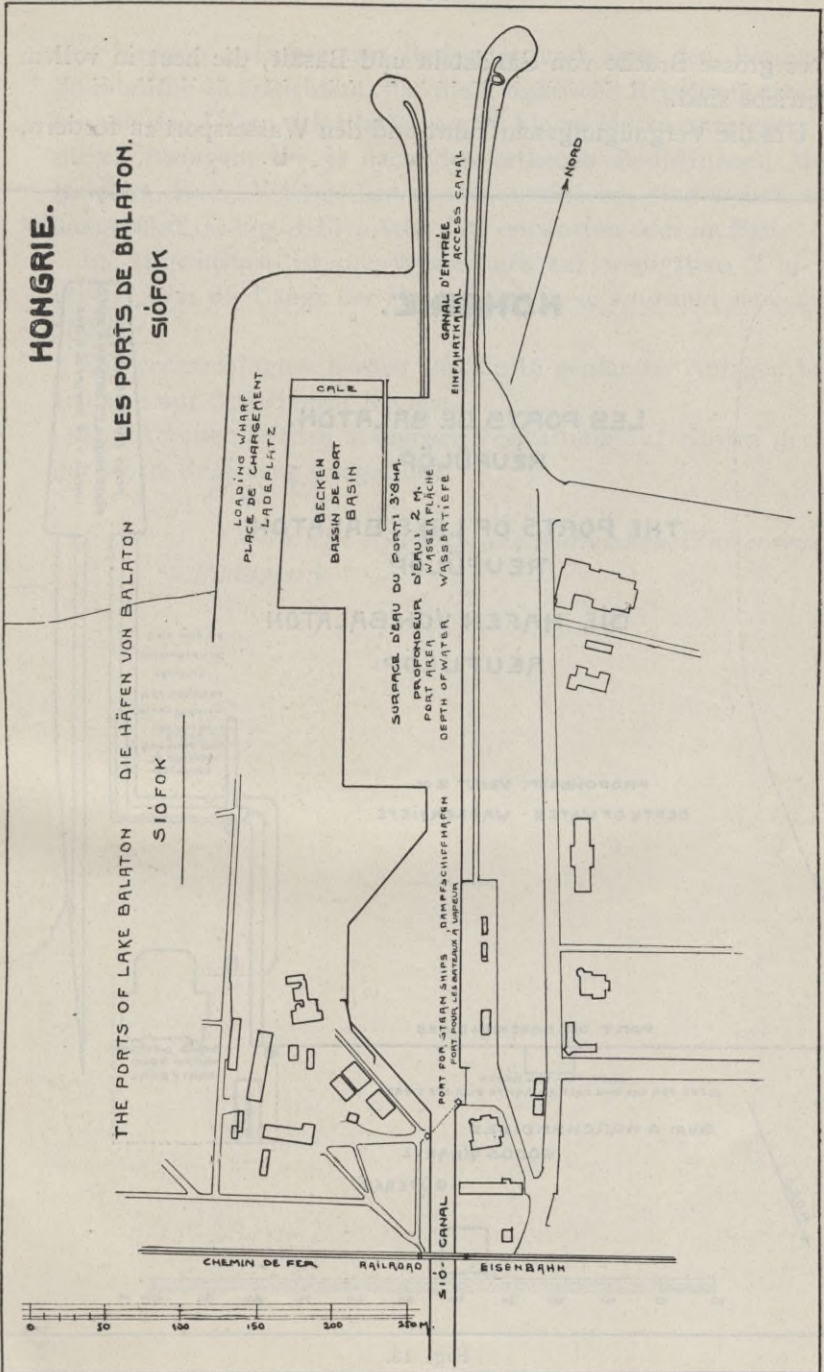 HONGRIE.
THE PORTS OF LAKE BALATON DIE HÄFEN VON BALATON LES PORTS DE BALATON.
SIÓFOK SIÓFOK
LOADING WHARF
PLACE DE CHARGEMENT
LADEPLATZ
CALE
BECKEN
BASSIN DE PORT
BASIN
SURFACE D'EAU DU PORT: 3'8HA.
PROFONDEUR D'EAU: 2 M.
PORT AREA WASSERFLÄCHE
DEPTH OF WATER WASSERTIEFE
CANAL D'ENTRÉE
EINFAHRTKANAL ACCESS CANAL
NORD
PORT FOR STEAM SHIPS DAMPFSCHIFFHAFEN
PORT POUR LES BATEAUX À VAPEUR
SIÓ-CANAL
CHEMIN DE FER RAILROAD EISENBAHN
0 50 100 150 200 250 M.